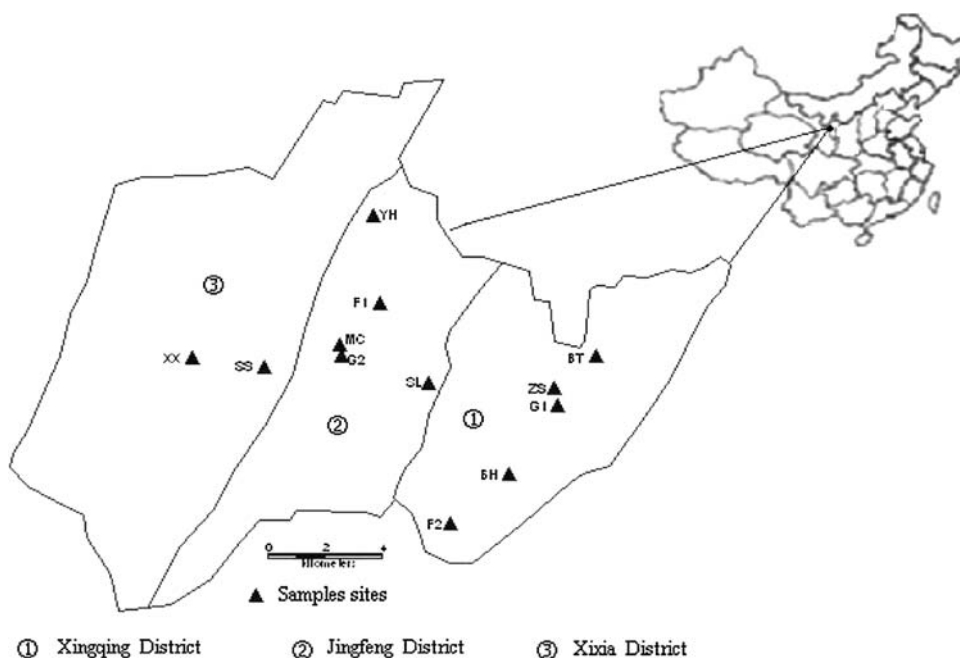 YH
③
F1
MC
G2
XX
SS
SL
BT
ZS
G1
②
①
BH
F2
0 2 4
Kilometers
▲ Samples sites
① Xingqing District ② Jingfeng District ③ Xixia District